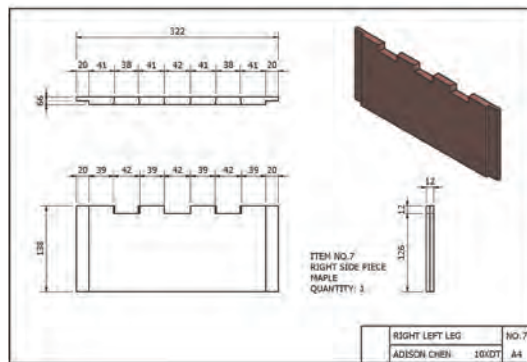 322
20 41 38 41 42 41 38 41 20
66
20 39 42 39 42 39 42 39 20
138
12
12
126
ITEM NO.7
RIGHT SIDE PIECE
MAPLE
QUANTITY: 1
RIGHT LEFT LEG NO.7
ADISON CHEN 10XDT A4